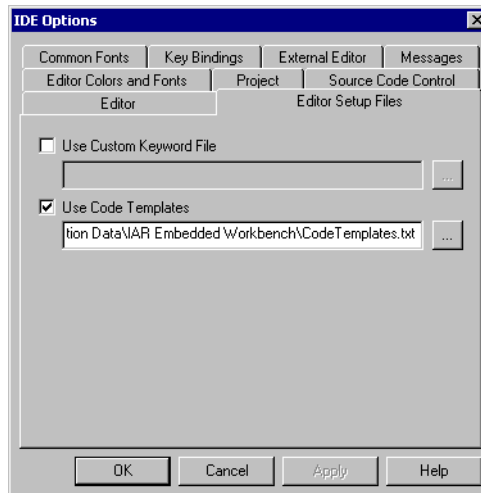 IDE Options
Common Fonts Key Bindings External Editor Messages
Editor Colors and Fonts Project Source Code Control
Editor Editor Setup Files
Use Custom Keyword File
...
Use Code Templates
tion Data\IAR Embedded Workbench\CodeTemplates.txt ...
OK Cancel Apply Help